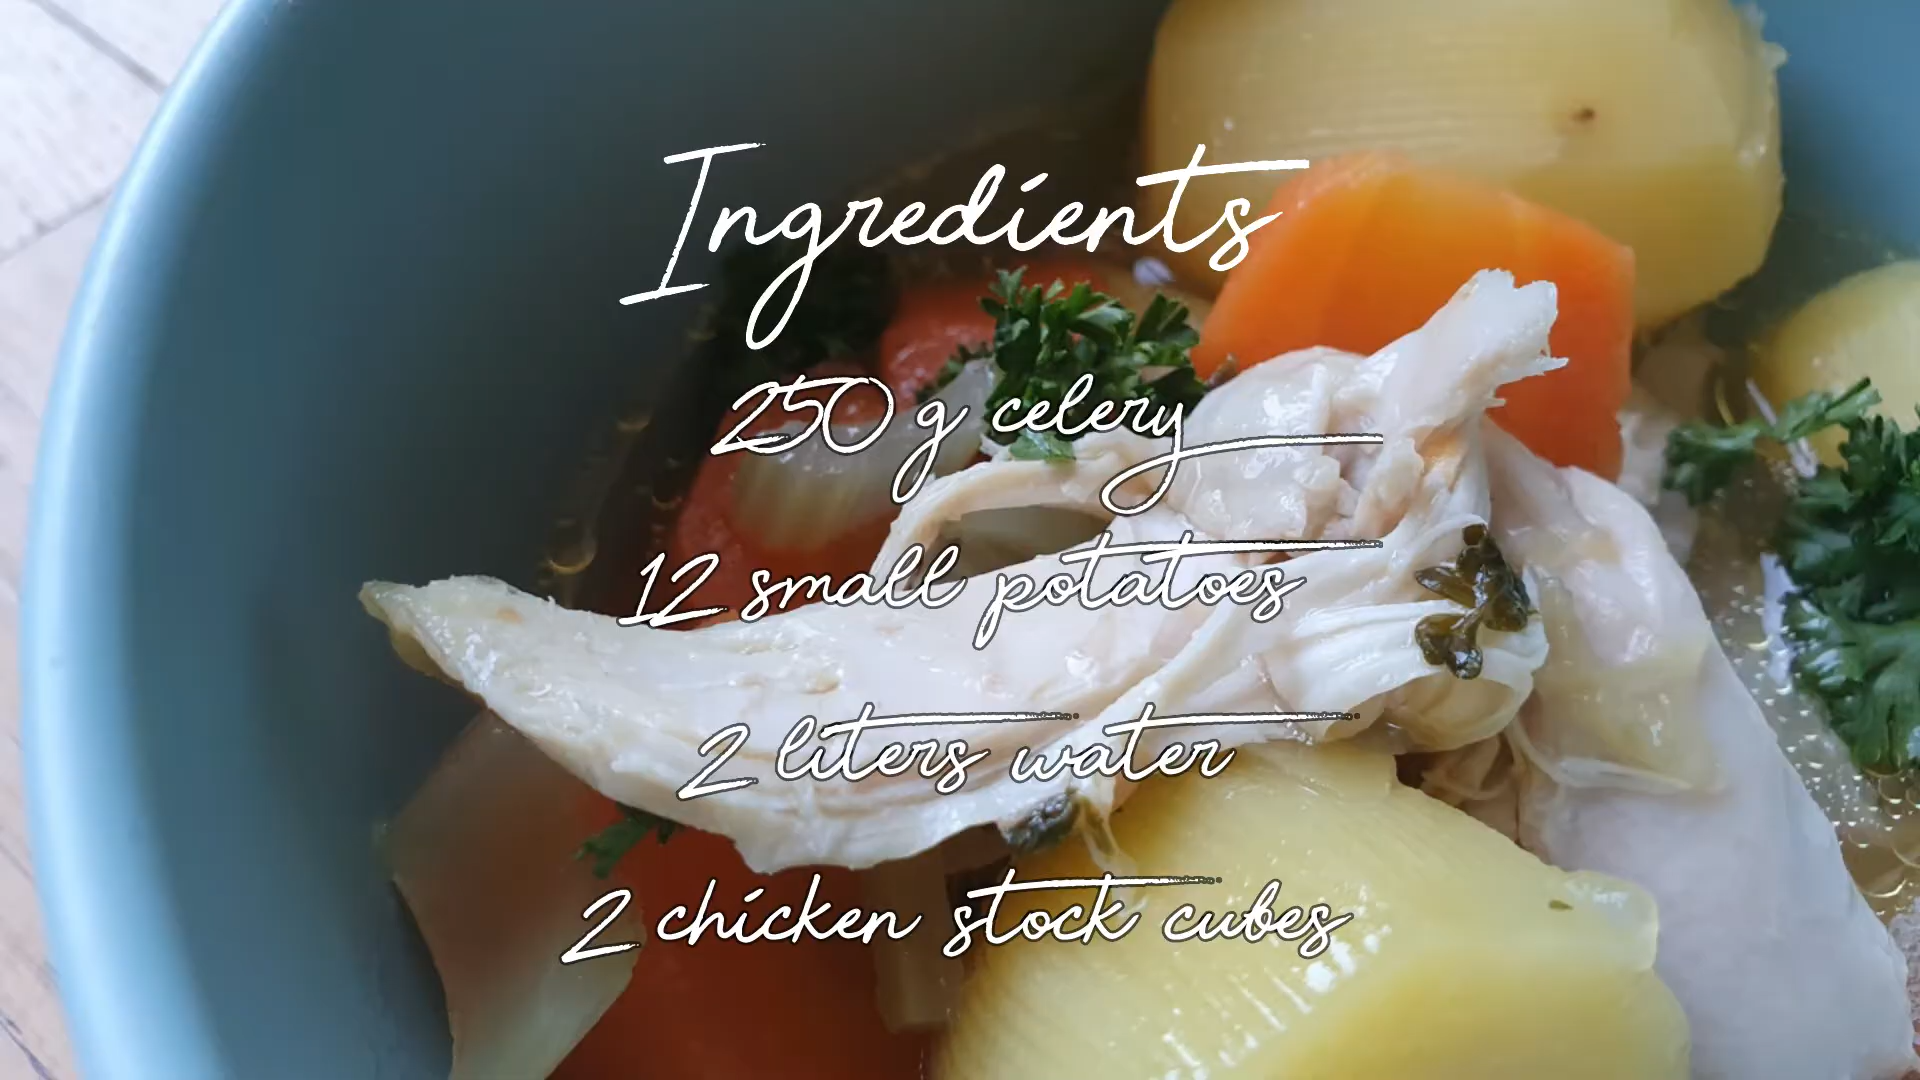 Ingredients
250 g celery
12 small potatoes
2 liters water
2 chicken stock cubes